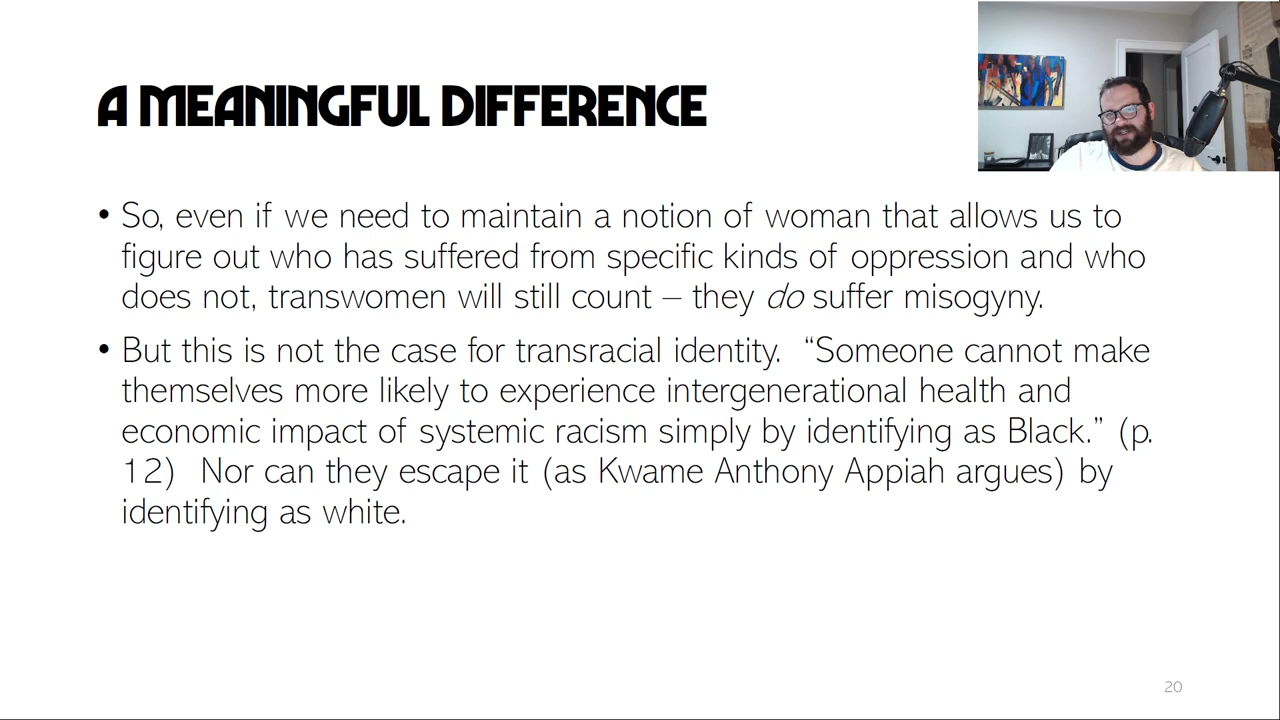 A MEANINGFUL DIFFERENCE
• So, even if we need to maintain a notion of woman that allows us to
figure out who has suffered from specific kinds of oppression and who
does not, transwomen will still count – they do suffer misogyny.
• But this is not the case for transracial identity.  “Someone cannot make
themselves more likely to experience intergenerational health and
economic impact of systemic racism simply by identifying as Black.” (p.
12)  Nor can they escape it (as Kwame Anthony Appiah argues) by
identifying as white.
20